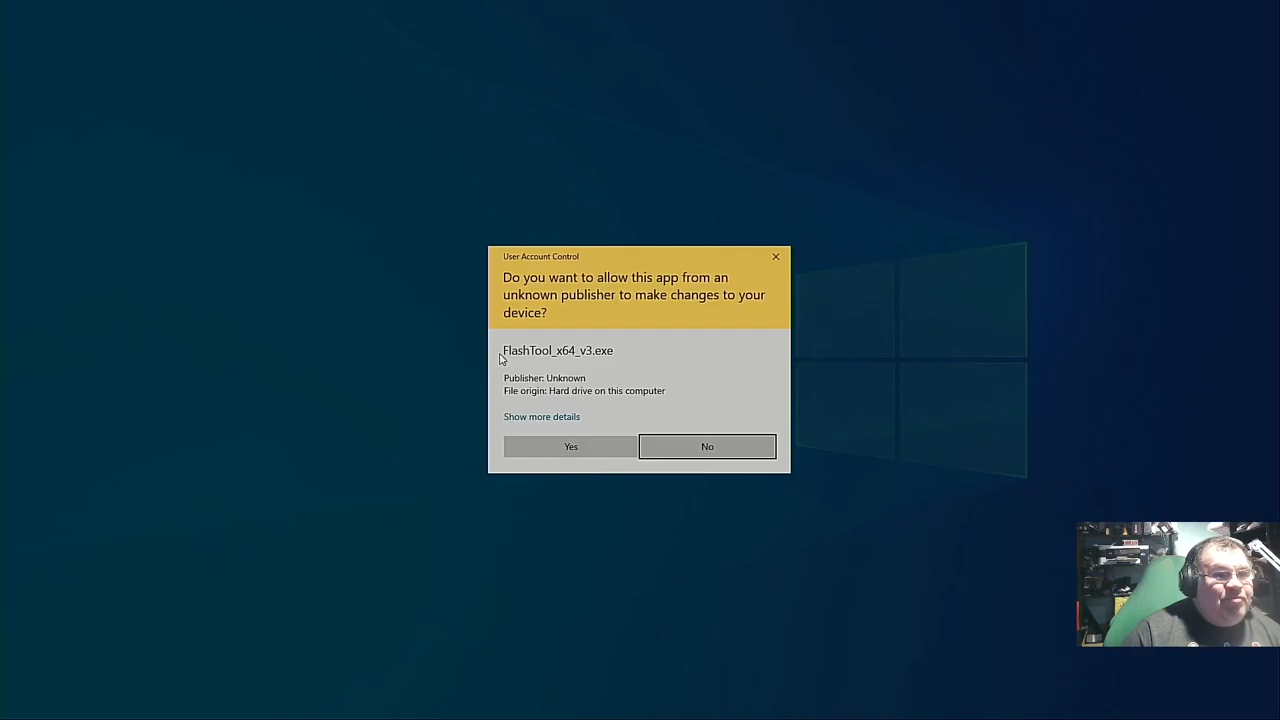 User Account Control
Do you want to allow this app from an
unknown publisher to make changes to your
device?
FlashTool_x64_v3.exe
Publisher: Unknown
File origin: Hard drive on this computer
Show more details
Yes
No